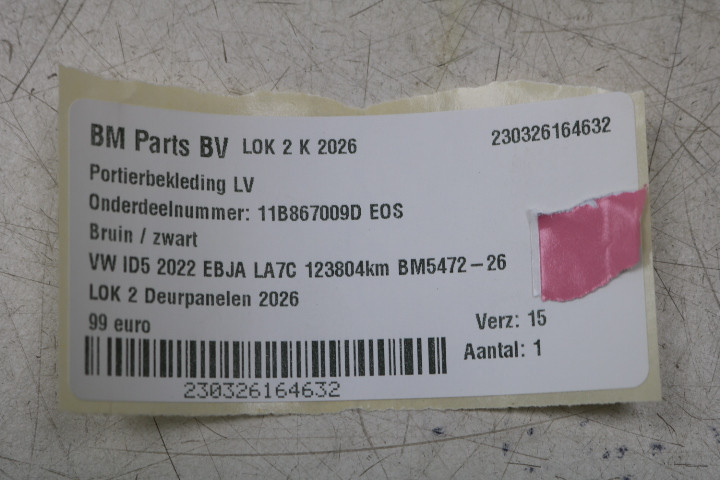 BM Parts BV LOK 2 K 2026 230326164632
Portierbekleding LV
Onderdeelnummer: 11B867009D EOS
Bruin / zwart
VW ID5 2022 EBJA LA7C 123804km BM5472-26
LOK 2 Deurpanelen 2026
99 euro Verz: 15
Aantal: 1
230326164632